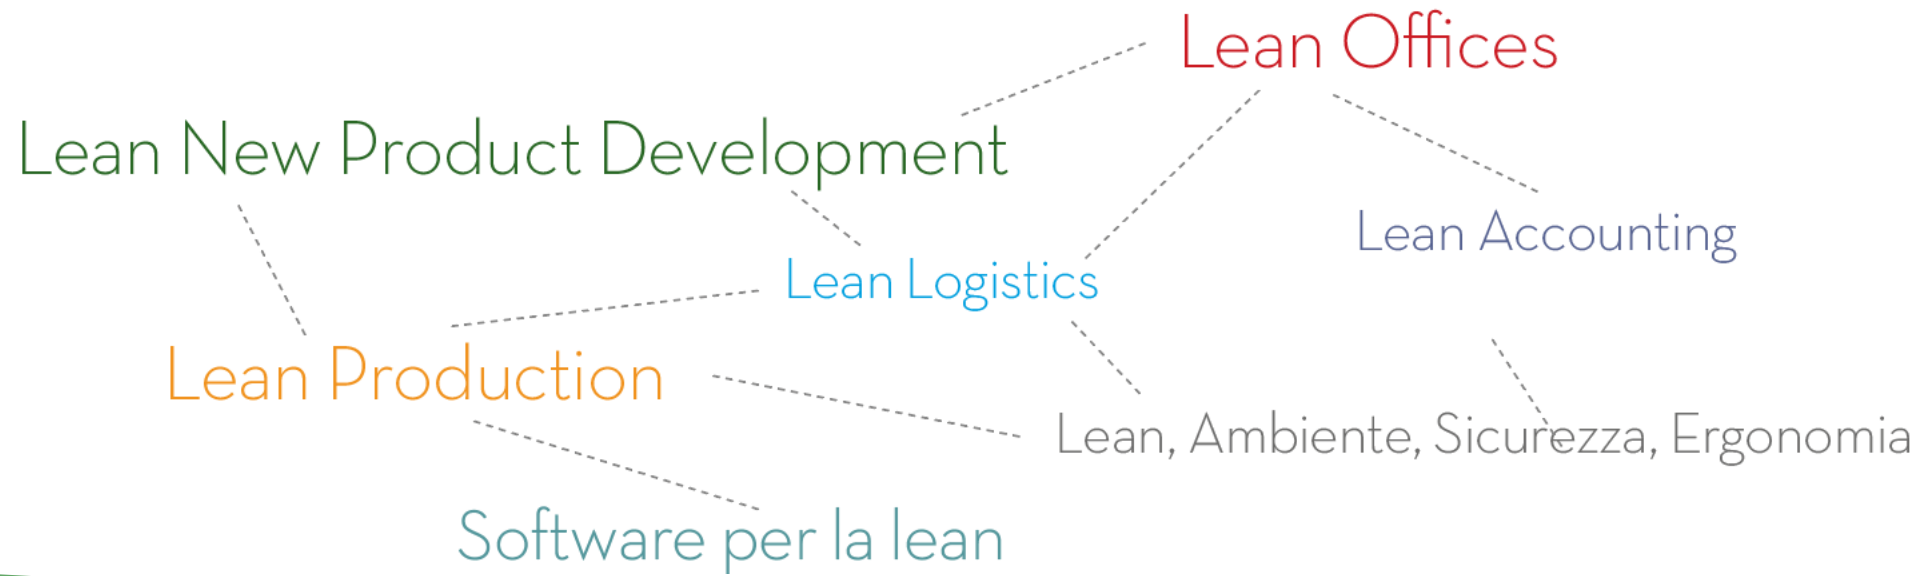 Lean Offices
Lean New Product Development
Lean Accounting
Lean Logistics
Lean Production
Lean, Ambiente, Sicurezza, Ergonomia
Software per la lean